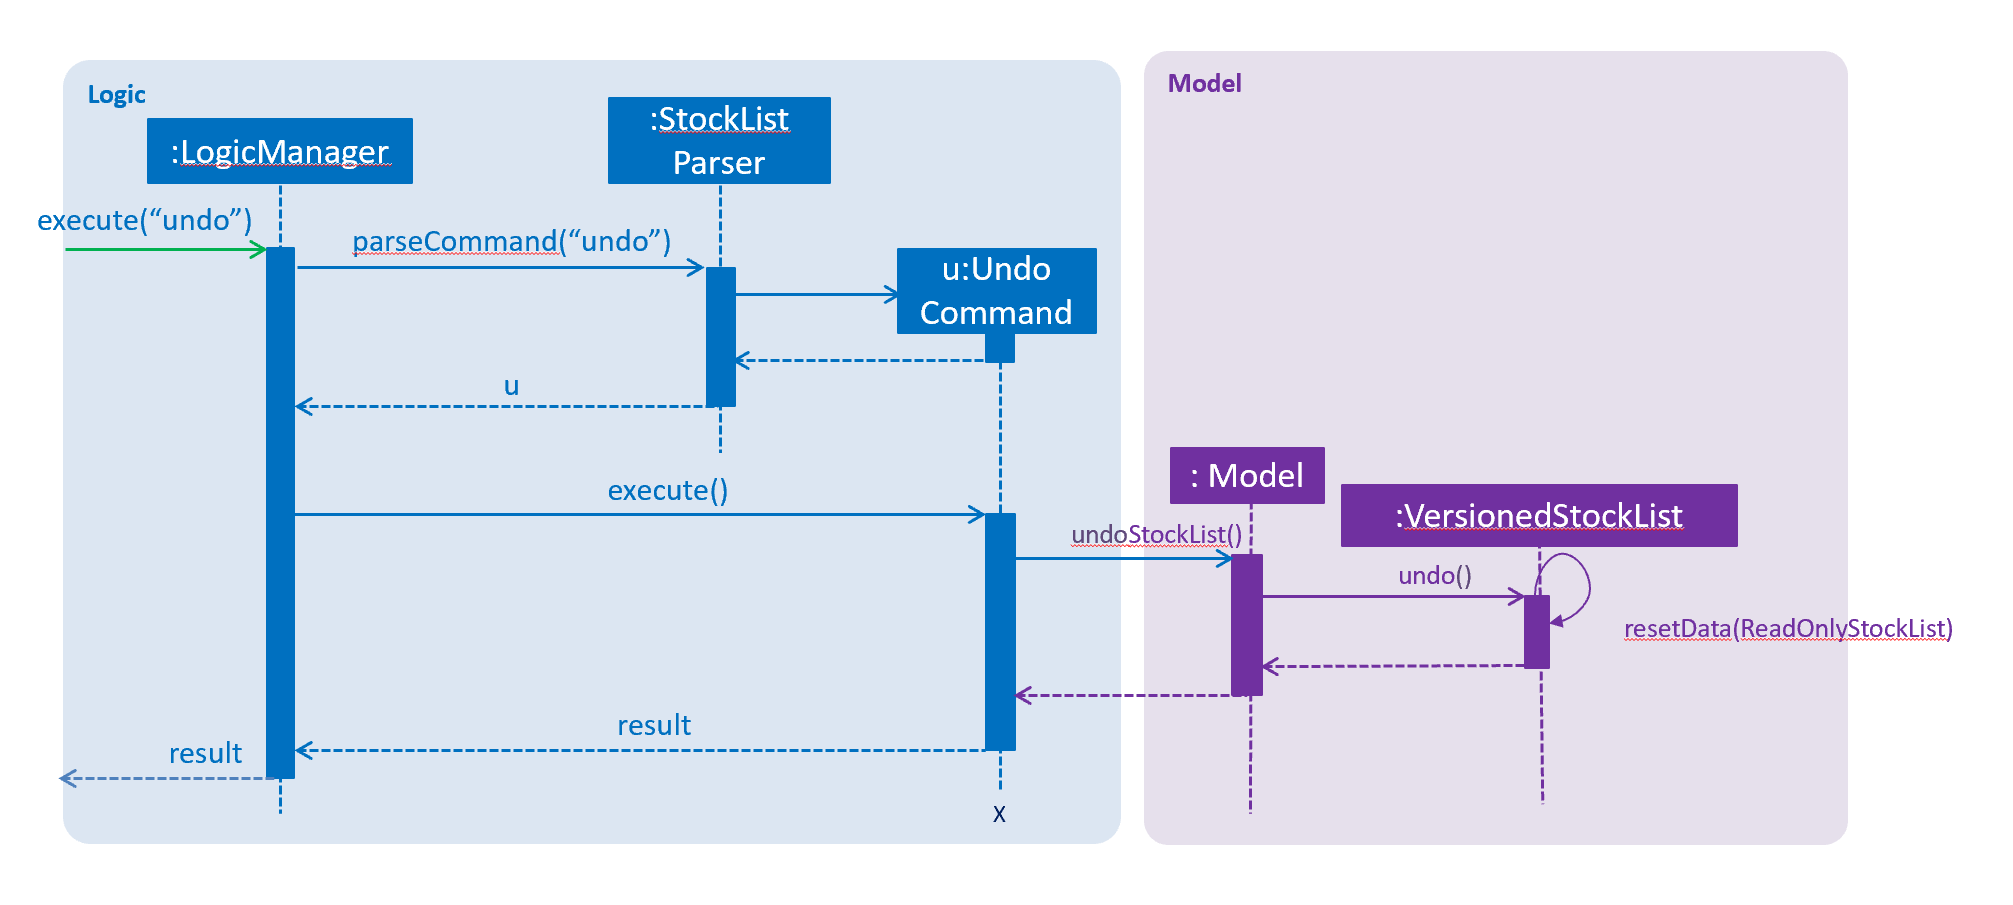 Logic
Model
:LogicManager
:StockList
Parser
execute(“undo”)
parseCommand(“undo”)
u:Undo
Command
u
execute()
: Model
:VersionedStockList
undoStockList()
undo()
resetData(ReadOnlyStockList)
result
result
x